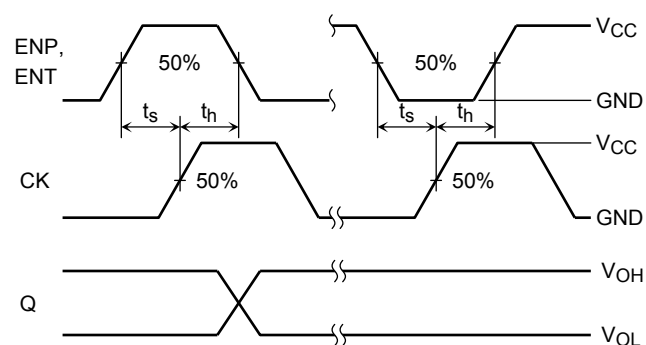 ENP,
ENT
50%
50%
VCC
GND
ts
th
ts
th
CK
50%
50%
VCC
GND
Q
VOH
VOL